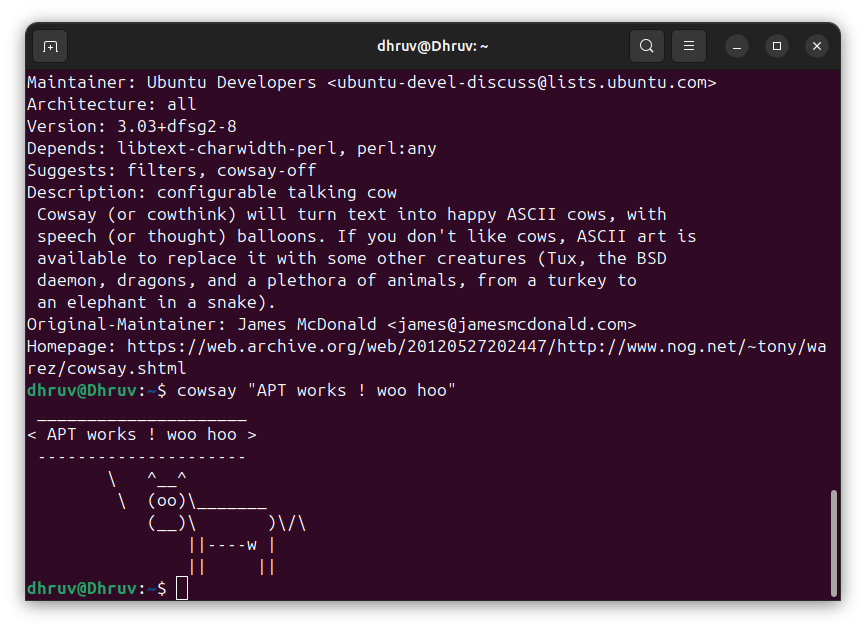 dhruv@Dhruv: ~
Maintainer: Ubuntu Developers <ubuntu-devel-discuss@lists.ubuntu.com>
Architecture: all
Version: 3.03+dfsg2-8
Depends: libtext-charwidth-perl, perl:any
Suggests: filters, cowsay-off
Description: configurable talking cow
 Cowsay (or cowthink) will turn text into happy ASCII cows, with
 speech (or thought) balloons. If you don't like cows, ASCII art is
 available to replace it with some other creatures (Tux, the BSD
 daemon, dragons, and a plethora of animals, from a turkey to
 an elephant in a snake).
Original-Maintainer: James McDonald <james@jamesmcdonald.com>
Homepage: https://web.archive.org/web/20120527202447/http://www.nog.net/~tony/wa
rez/cowsay.shtml
dhruv@Dhruv:~$ cowsay "APT works ! woo hoo"
 _____________________
< APT works ! woo hoo >
 ---------------------
        \   ^__^
         \  (oo)\_______
            (__)\       )\/\
                ||----w |
                ||     ||
dhruv@Dhruv:~$